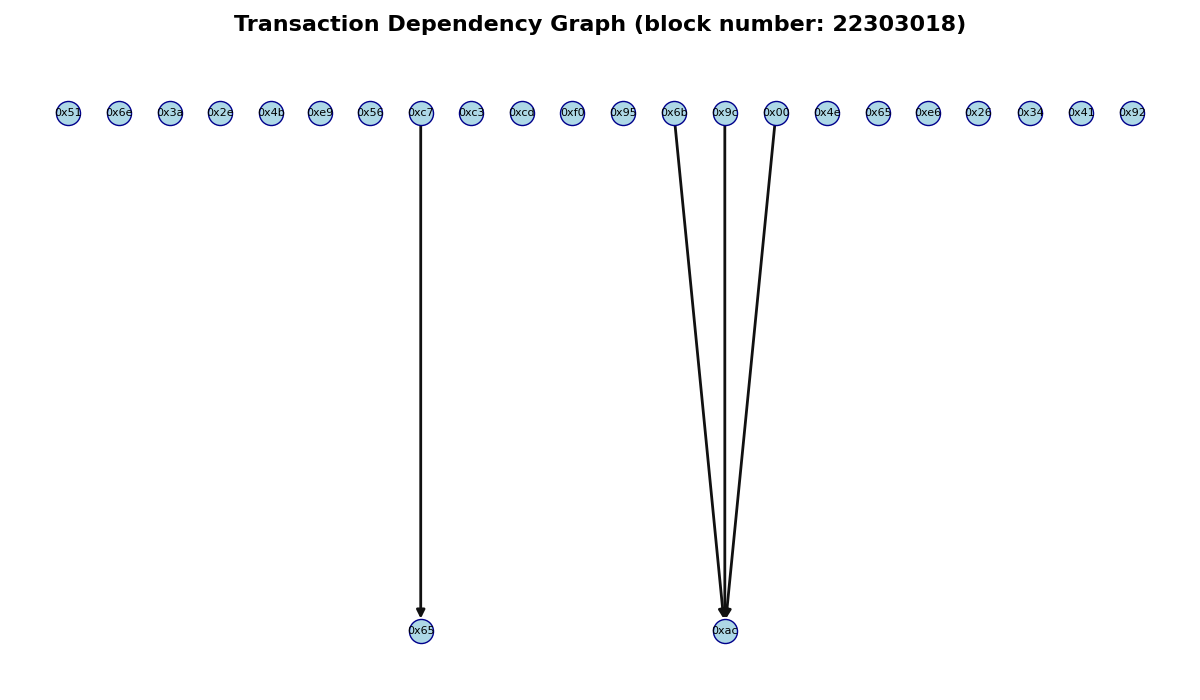 Transaction Dependency Graph (block number: 22303018)
0x51 0x6e 0x3a 0x2e 0x4b 0xe9 0x56 0xc7 0xc3 0xcd 0xf0 0x95 0x6b 0x9c 0x00 0x4e 0x65 0xe6 0x26 0x34 0x41 0x92
0x65 0xac